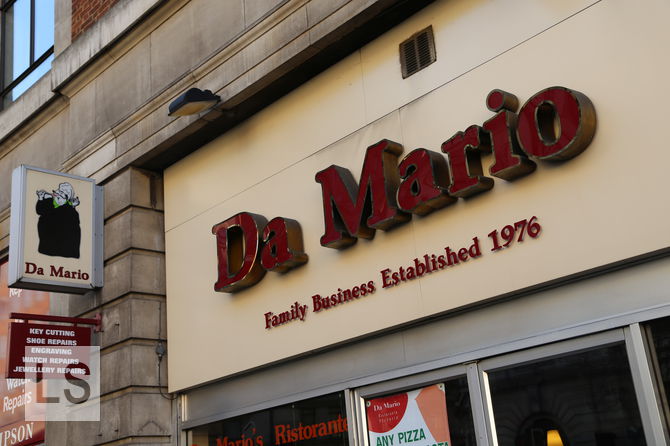 Da Mario
Family Business Established 1976
Da Mario
KEY CUTTING
SHOE REPAIRS
ENGRAVING
WATCH REPAIRS
JEWELLERY REPAIRS
Repairs
LS
Mario's Ristorante
Da Mario
ANY PIZZA